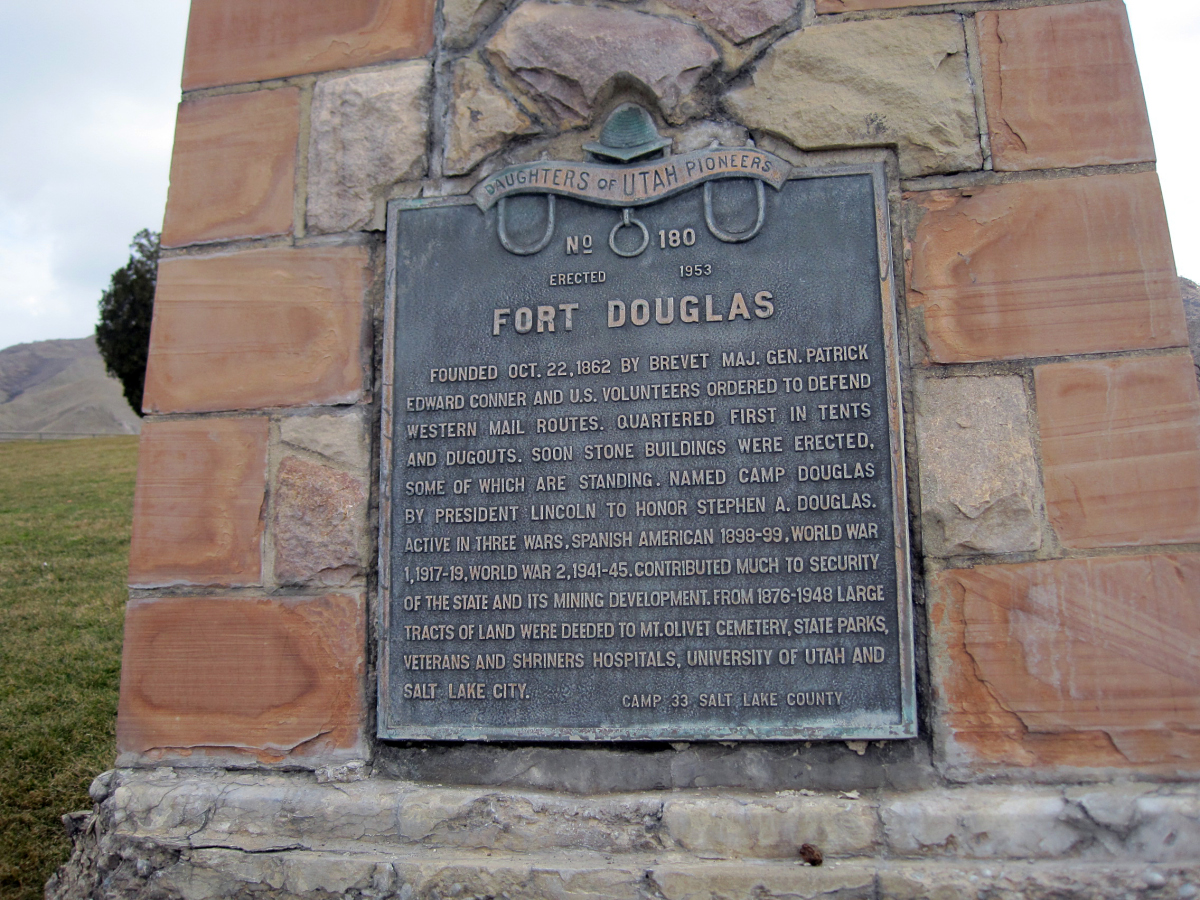 DAUGHTERS OF UTAH PIONEERS
No 180
ERECTED 1953
FORT DOUGLAS
FOUNDED OCT. 22, 1862 BY BREVET MAJ. GEN. PATRICK
EDWARD CONNER AND U.S. VOLUNTEERS ORDERED TO DEFEND
WESTERN MAIL ROUTES. QUARTERED FIRST IN TENTS
AND DUGOUTS. SOON STONE BUILDINGS WERE ERECTED,
SOME OF WHICH ARE STANDING. NAMED CAMP DOUGLAS
BY PRESIDENT LINCOLN TO HONOR STEPHEN A. DOUGLAS.
ACTIVE IN THREE WARS, SPANISH AMERICAN 1898-99, WORLD WAR
1, 1917-19, WORLD WAR 2, 1941-45. CONTRIBUTED MUCH TO SECURITY
OF THE STATE AND ITS MINING DEVELOPMENT. FROM 1876-1948 LARGE
TRACTS OF LAND WERE DEEDED TO MT. OLIVET CEMETERY, STATE PARKS,
VETERANS AND SHRINERS HOSPITALS, UNIVERSITY OF UTAH AND
SALT LAKE CITY.
CAMP 33 SALT LAKE COUNTY